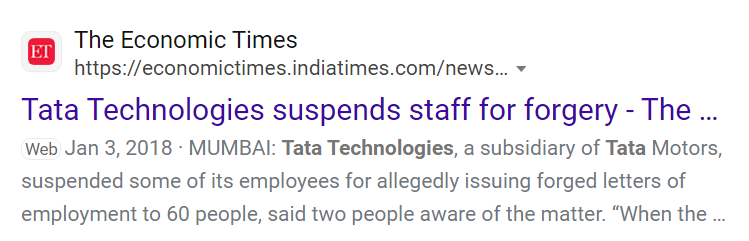 ET
The Economic Times
https://economictimes.indiatimes.com/news...
Tata Technologies suspends staff for forgery - The ...
Web Jan 3, 2018 · MUMBAI: Tata Technologies, a subsidiary of Tata Motors,
suspended some of its employees for allegedly issuing forged letters of
employment to 60 people, said two people aware of the matter. “When the ...